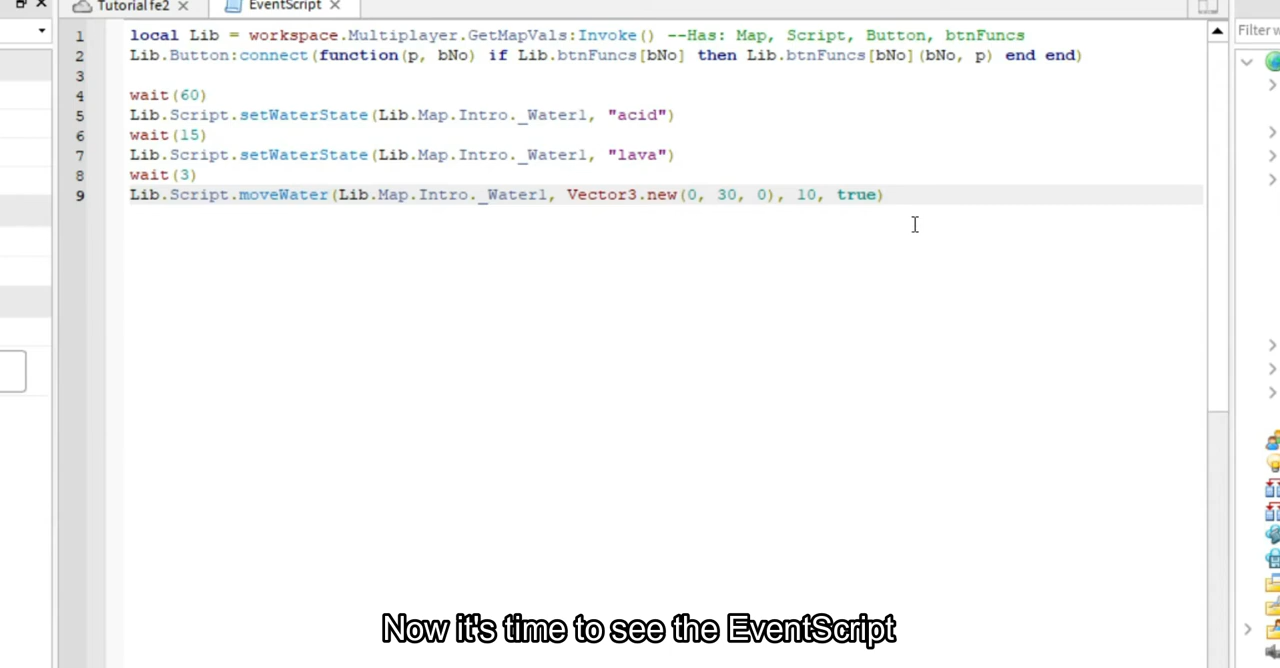 Tutorial fe2 EventScript
Filter w
1 local Lib = workspace.Multiplayer.GetMapVals:Invoke() --Has: Map, Script, Button, btnFuncs
2 Lib.Button:connect(function(p, bNo) if Lib.btnFuncs[bNo] then Lib.btnFuncs[bNo](bNo, p) end end)
3
4 wait(60)
5 Lib.Script.setWaterState(Lib.Map.Intro._Water1, "acid")
6 wait(15)
7 Lib.Script.setWaterState(Lib.Map.Intro._Water1, "lava")
8 wait(3)
9 Lib.Script.moveWater(Lib.Map.Intro._Water1, Vector3.new(0, 30, 0), 10, true)
Now it's time to see the EventScript